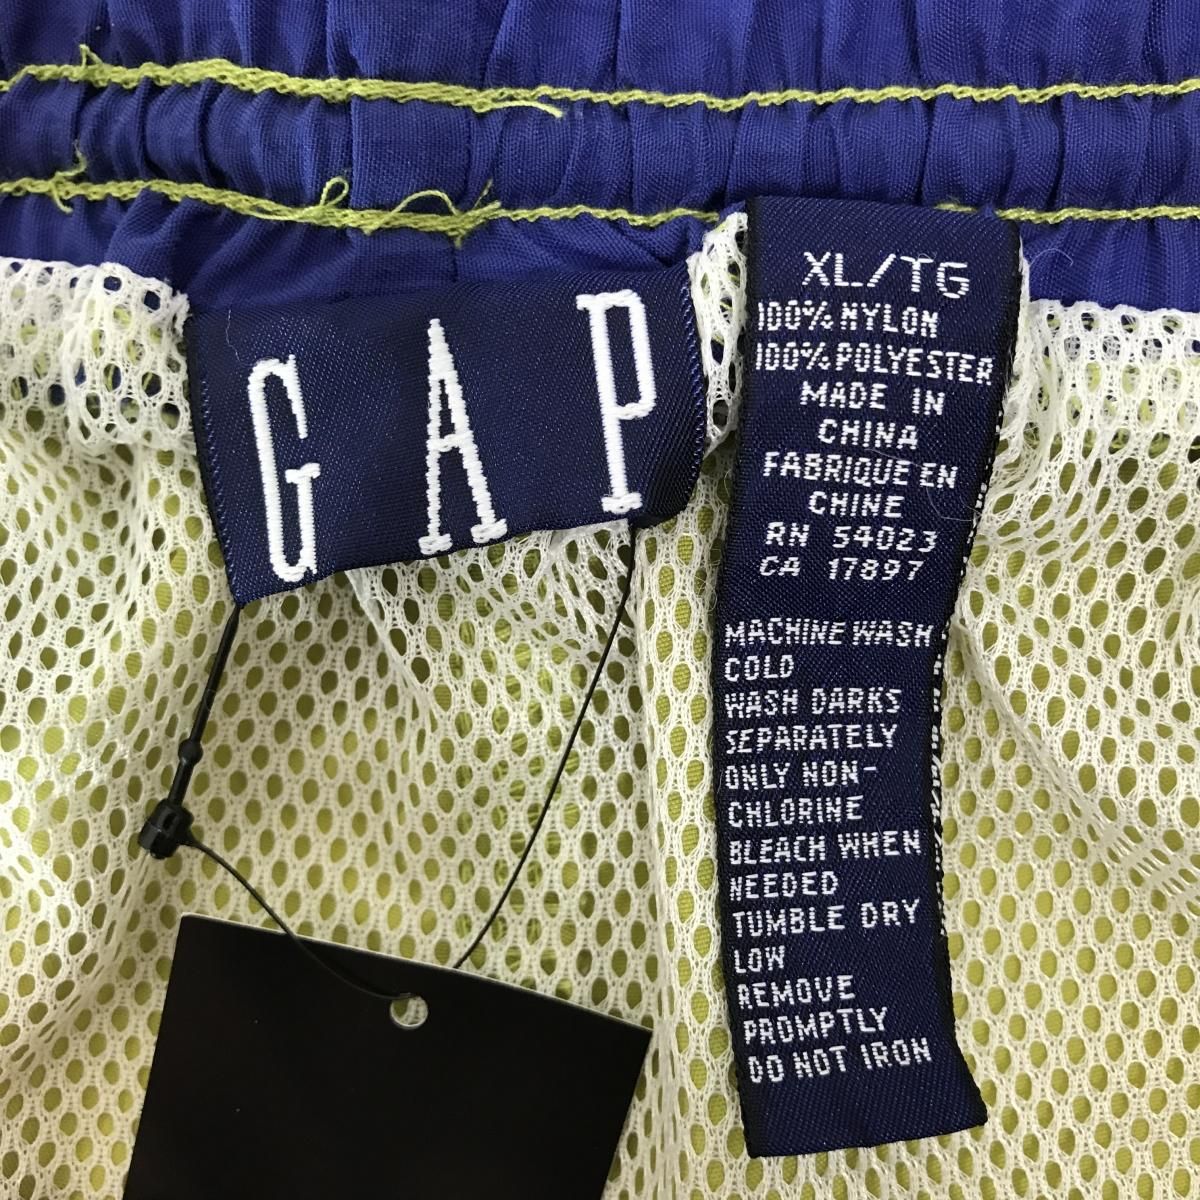 GAP
XL/TG
100% NYLON
100% POLYESTER
MADE IN
CHINA
FABRIQUE EN
CHINE
RN 54023
CA 17897
MACHINE WASH
COLD
WASH DARKS
SEPARATELY
ONLY NON-
CHLORINE
BLEACH WHEN
NEEDED
TUMBLE DRY
LOW
REMOVE
PROMPTLY
DO NOT IRON